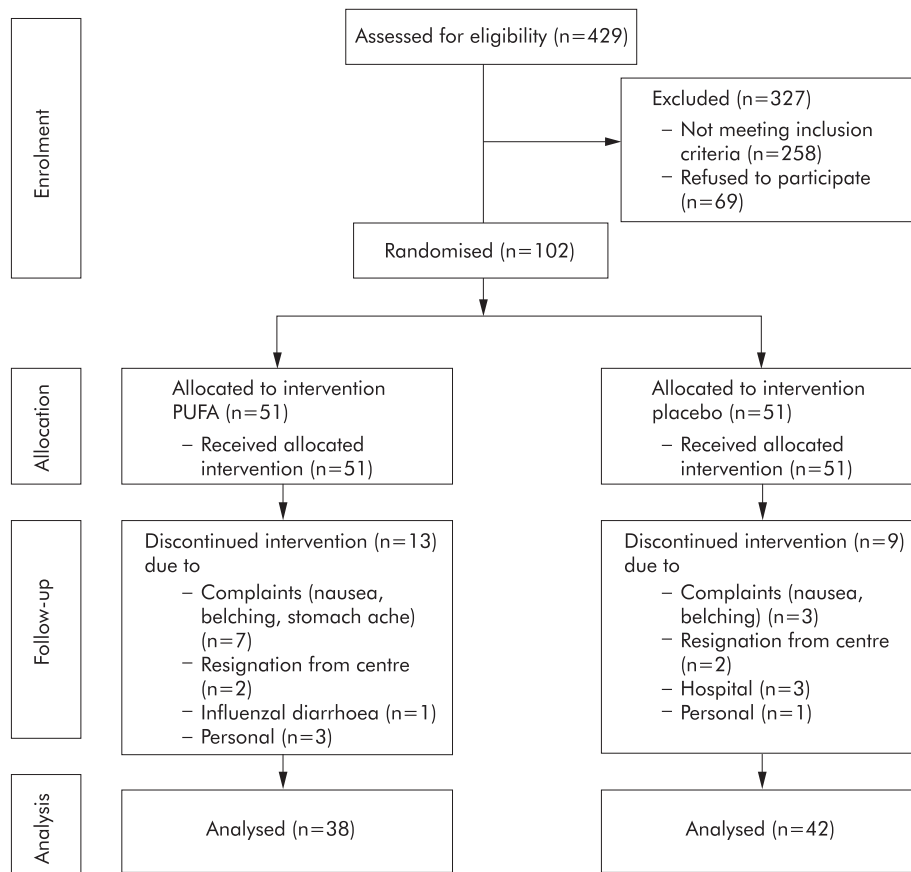 Enrolment
Assessed for eligibility (n=429)
Excluded (n=327)
– Not meeting inclusion
criteria (n=258)
– Refused to participate
(n=69)
Randomised (n=102)
Allocation
Allocated to intervention
PUFA (n=51)
– Received allocated
intervention (n=51)
Allocated to intervention
placebo (n=51)
– Received allocated
intervention (n=51)
Follow-up
Discontinued intervention (n=13)
due to
– Complaints (nausea,
belching, stomach ache)
(n=7)
– Resignation from centre
(n=2)
– Influenzal diarrhoea (n=1)
– Personal (n=3)
Discontinued intervention (n=9)
due to
– Complaints (nausea,
belching) (n=3)
– Resignation from centre
(n=2)
– Hospital (n=3)
– Personal (n=1)
Analysis
Analysed (n=38)
Analysed (n=42)